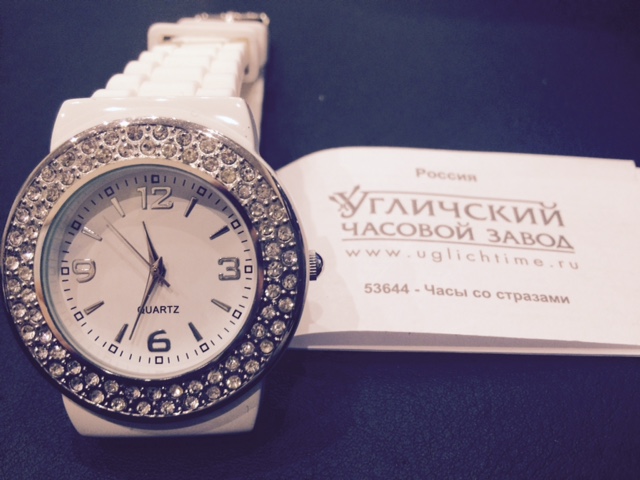 12
9
3
QUARTZ
6
Россия
УГЛИЧСКИЙ
ЧАСОВОЙ ЗАВОД
www.uglichtime.ru
53644 - Часы со стразами